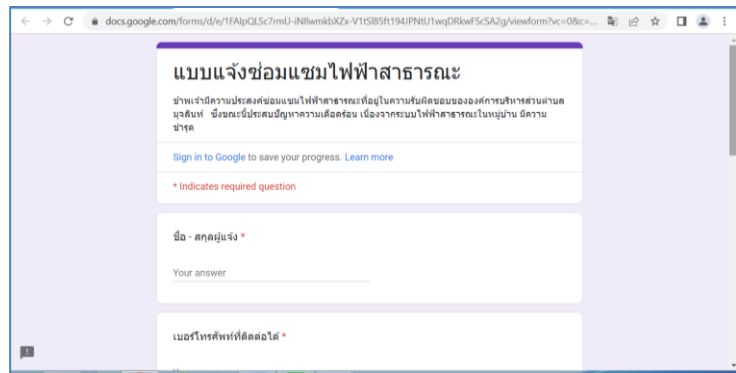 docs.google.com/forms/d/e/1FAIpQLSc7rmU-iN8wmkbXZx-V1tSl85ft194JPNtU1wqDRkwFScSA2g/viewform?vc=0&c=...
แบบแจ้งซ่อมแซมไฟฟ้าสาธารณะ
ข้าพเจ้ามีความประสงค์ซ่อมแซมไฟฟ้าสาธารณะที่อยู่ในความรับผิดชอบขององค์การบริหารส่วนตำบล
มุจลินท์ ซึ่งขณะนี้ประสบปัญหาความเดือดร้อน เนื่องจากระบบไฟฟ้าสาธารณะในหมู่บ้าน มีความ
ชำรุด
Sign in to Google to save your progress. Learn more
* Indicates required question
ชื่อ - สกุลผู้แจ้ง *
Your answer
เบอร์โทรศัพท์ที่ติดต่อได้ *